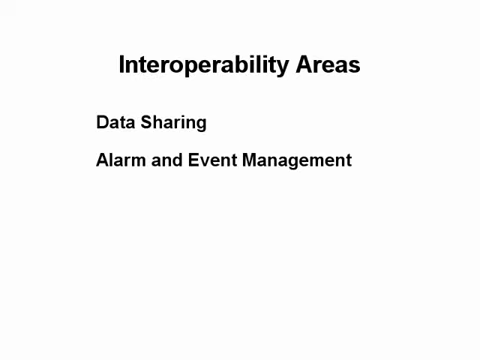 Interoperability Areas
Data Sharing
Alarm and Event Management